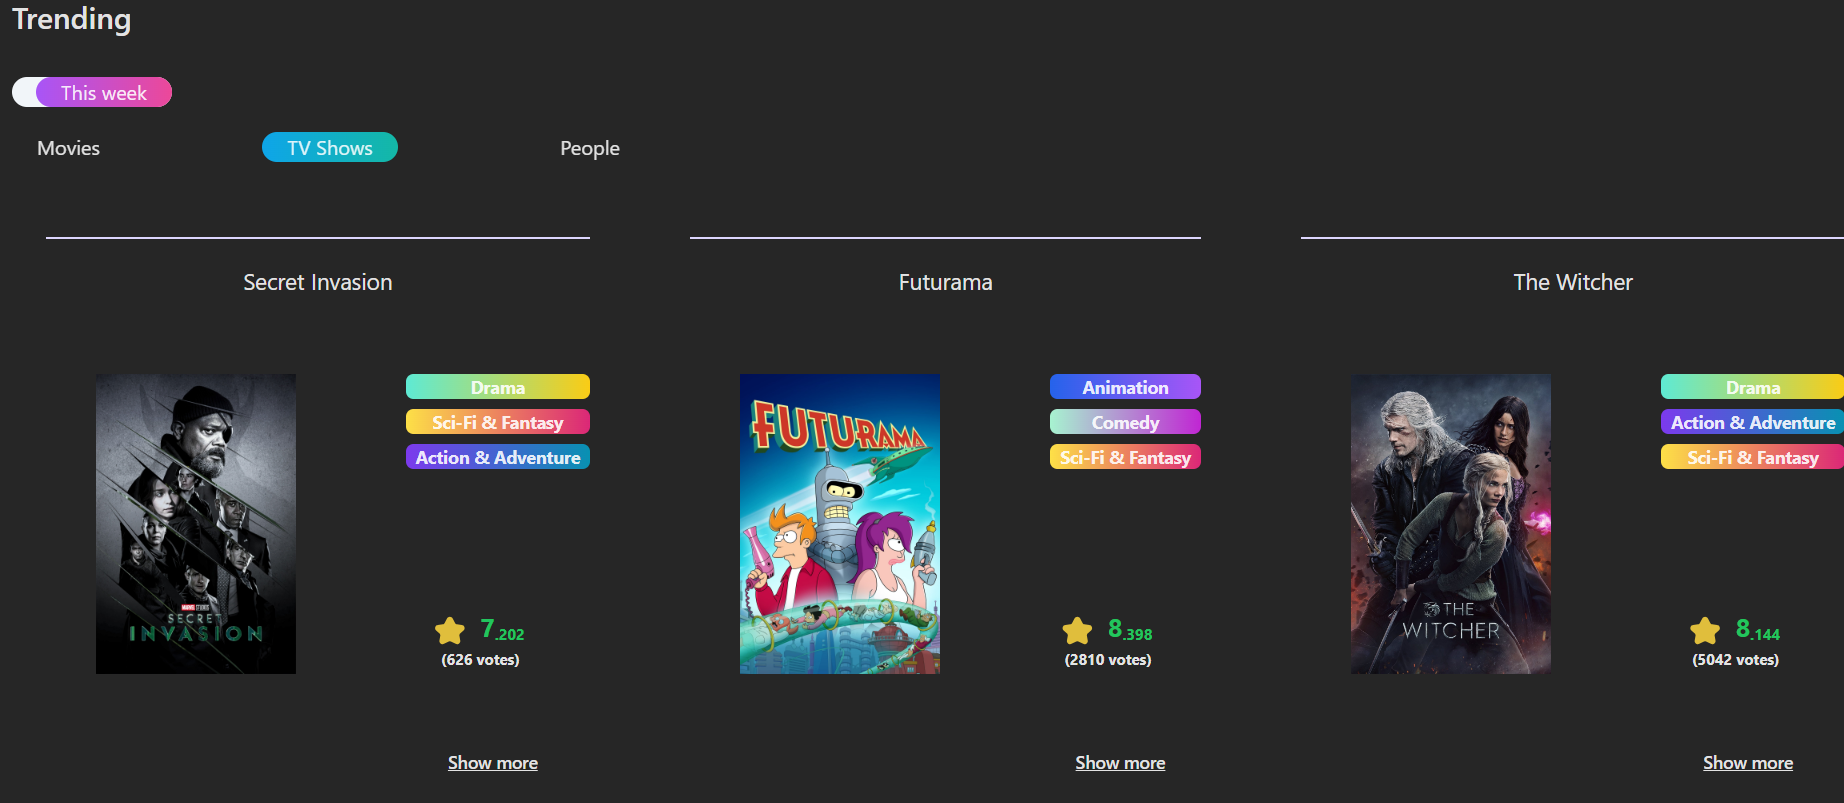 Trending
This week
Movies
TV Shows
People
Secret Invasion
MARVEL STUDIOS
SECRET
INVASION
Drama
Sci-Fi & Fantasy
Action & Adventure
7.202
(626 votes)
Show more
Futurama
FUTURAMA
Animation
Comedy
Sci-Fi & Fantasy
8.398
(2810 votes)
Show more
The Witcher
THE
WITCHER
Drama
Action & Adventure
Sci-Fi & Fantasy
8.144
(5042 votes)
Show more